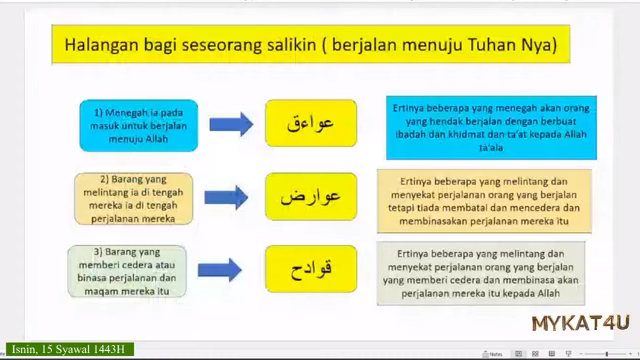 Halangan bagi seseorang salikin ( berjalan menuju Tuhan Nya)
1) Menegah ia pada
masuk untuk berjalan
menuju Allah
عواءق
Ertinya beberapa yang menegah akan orang
yang hendak berjalan dengan berbuat
ibadah dan khidmat dan ta'at kepada Allah
ta'ala
2) Barang yang
melintang ia di tengah
mereka ia di tengah
perjalanan mereka
عوارض
Ertinya beberapa yang melintang dan
menyekat perjalanan orang yang berjalan
tetapi tiada membatal dan mencedera dan
membinasakan perjalanan mereka itu
3) Barang yang
memberi cedera atau
binasa perjalanan dan
maqam mereka itu
قوادح
Ertinya beberapa yang melintang dan
menyekat perjalanan orang yang berjalan
yang memberi cedera dan membinasa akan
perjalanan mereka itu kepada Allah
MYKAT4U
Isnin, 15 Syawal 1443H
Notes